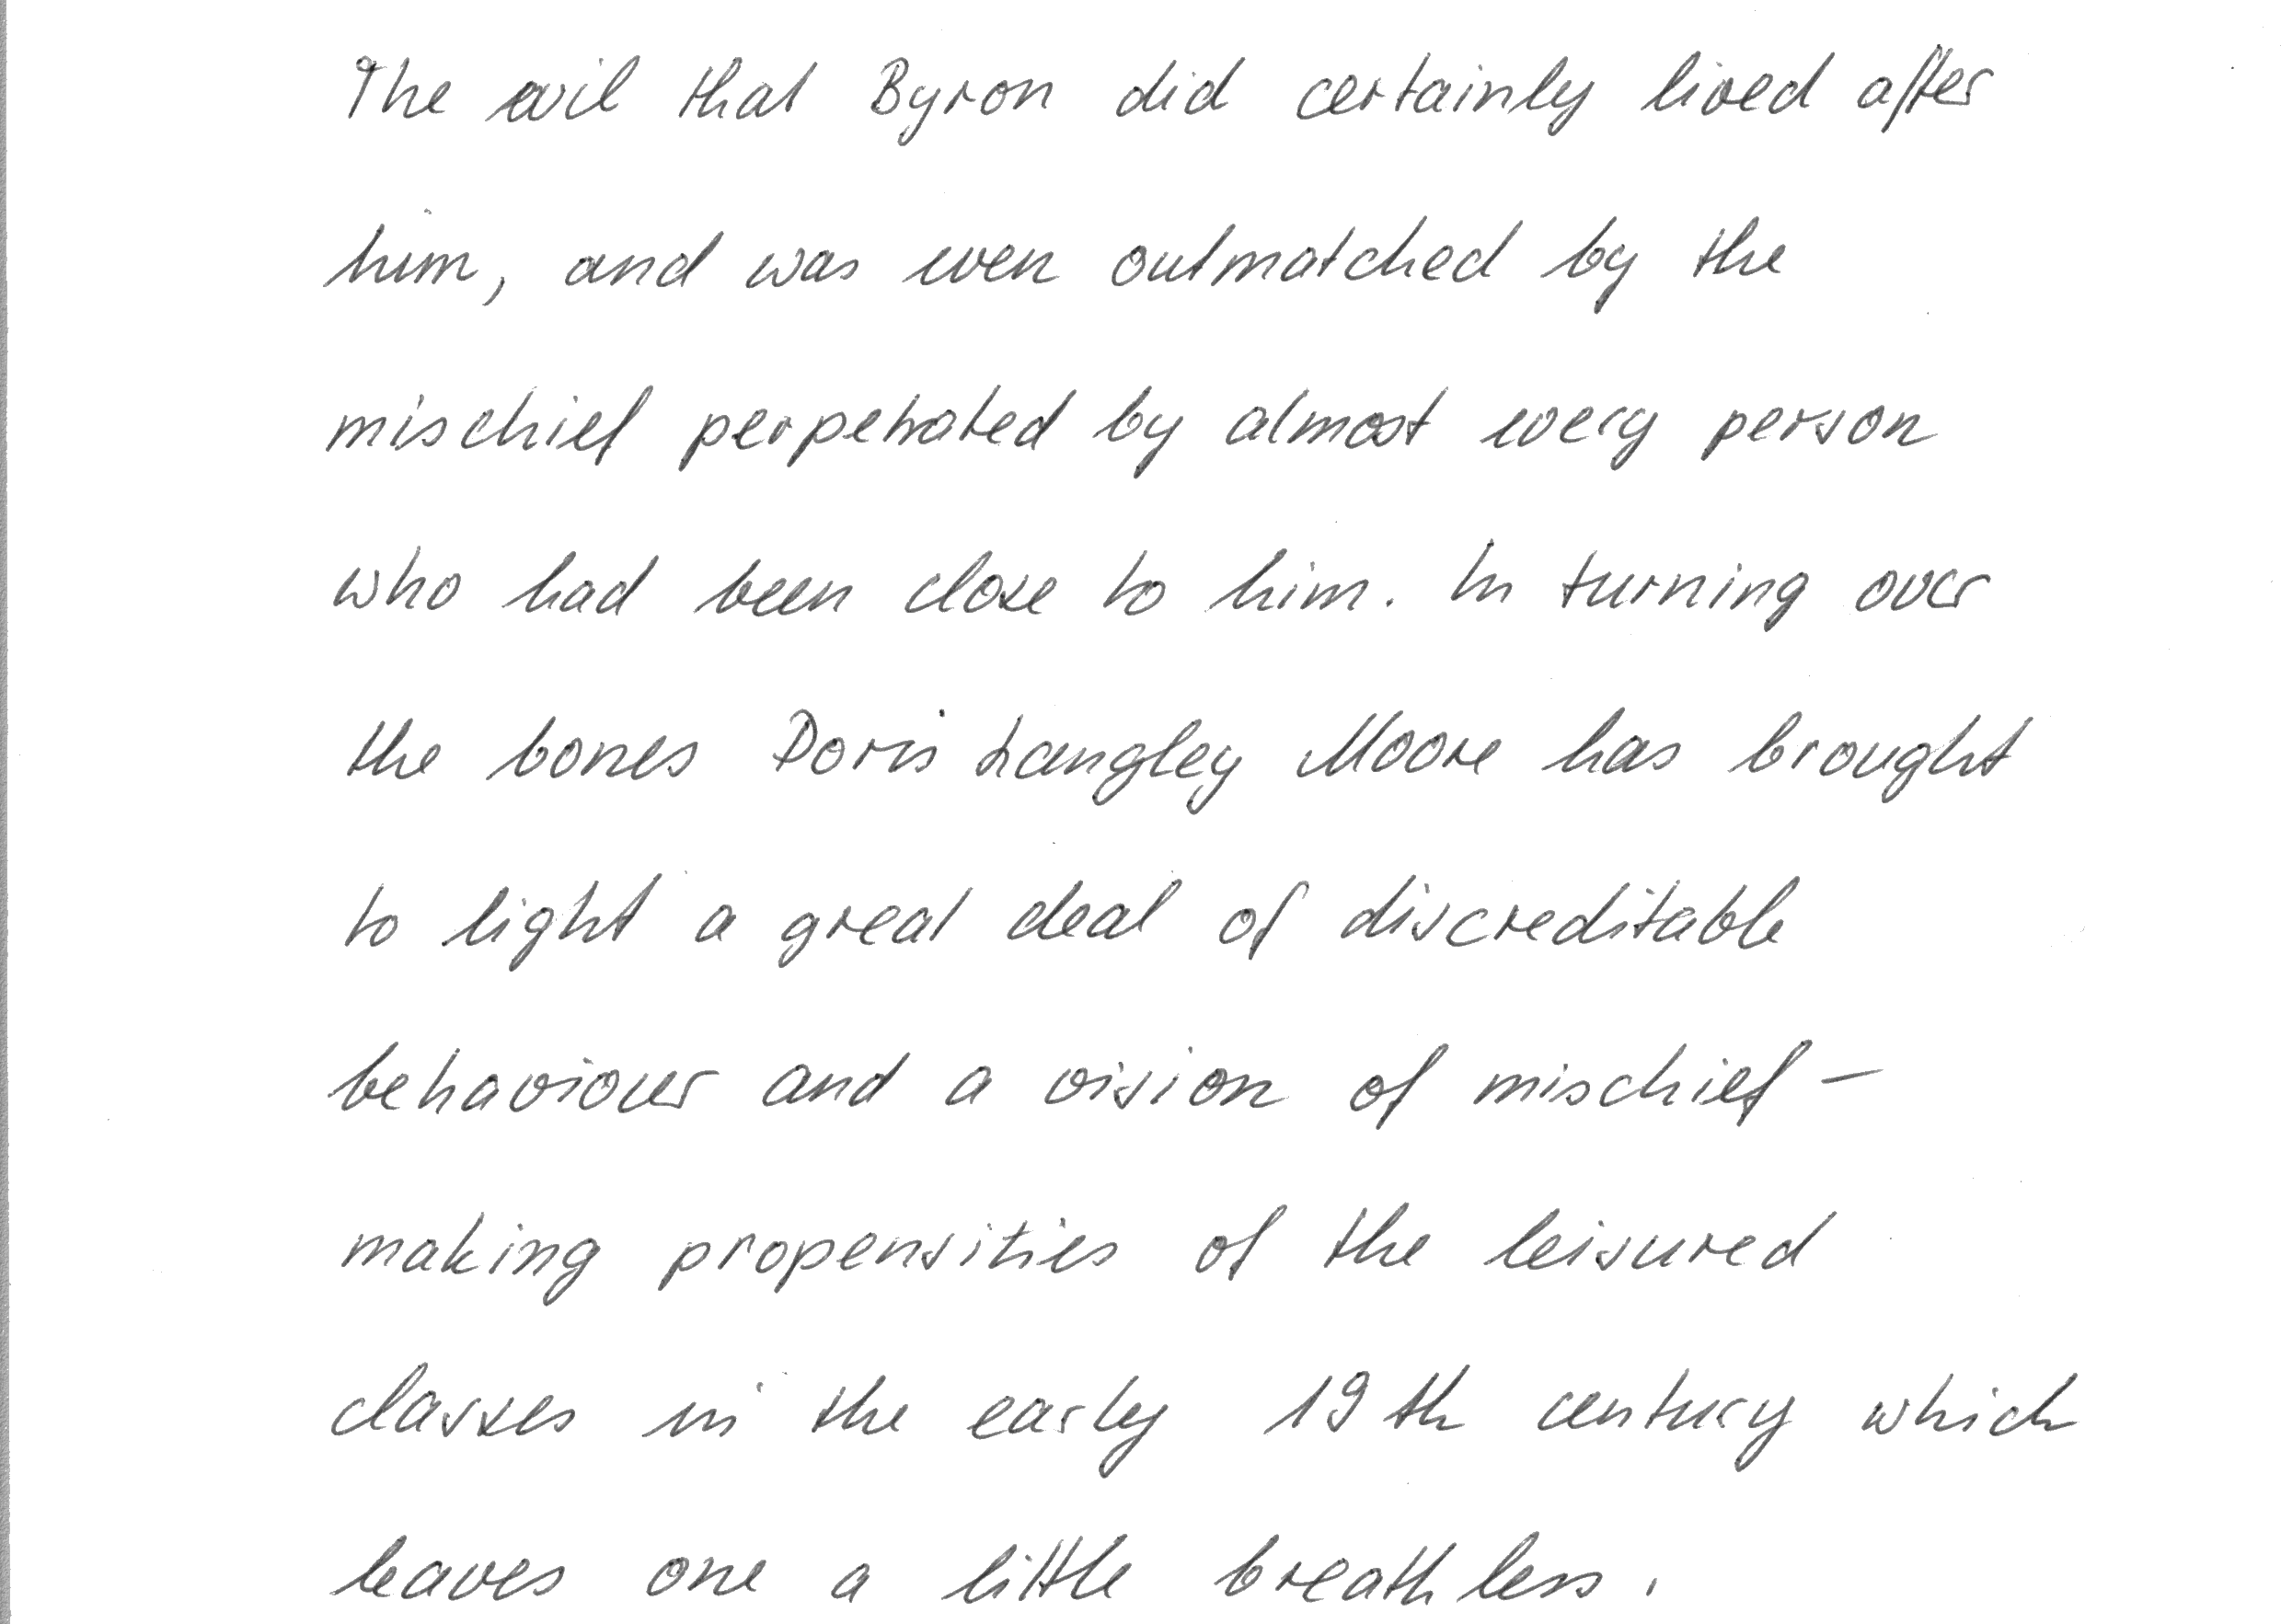 The evil that Byron did certainly lived after
him, and was even outmatched by the
mischief perpetrated by almost every person
who had been close to him. In turning over
the bones Doris Langley Moore has brought
to light a great deal of discreditable
behaviour and a vision of mischief -
making propensities of the leisured
classes in the early 19th century which
leaves one a little breathless.